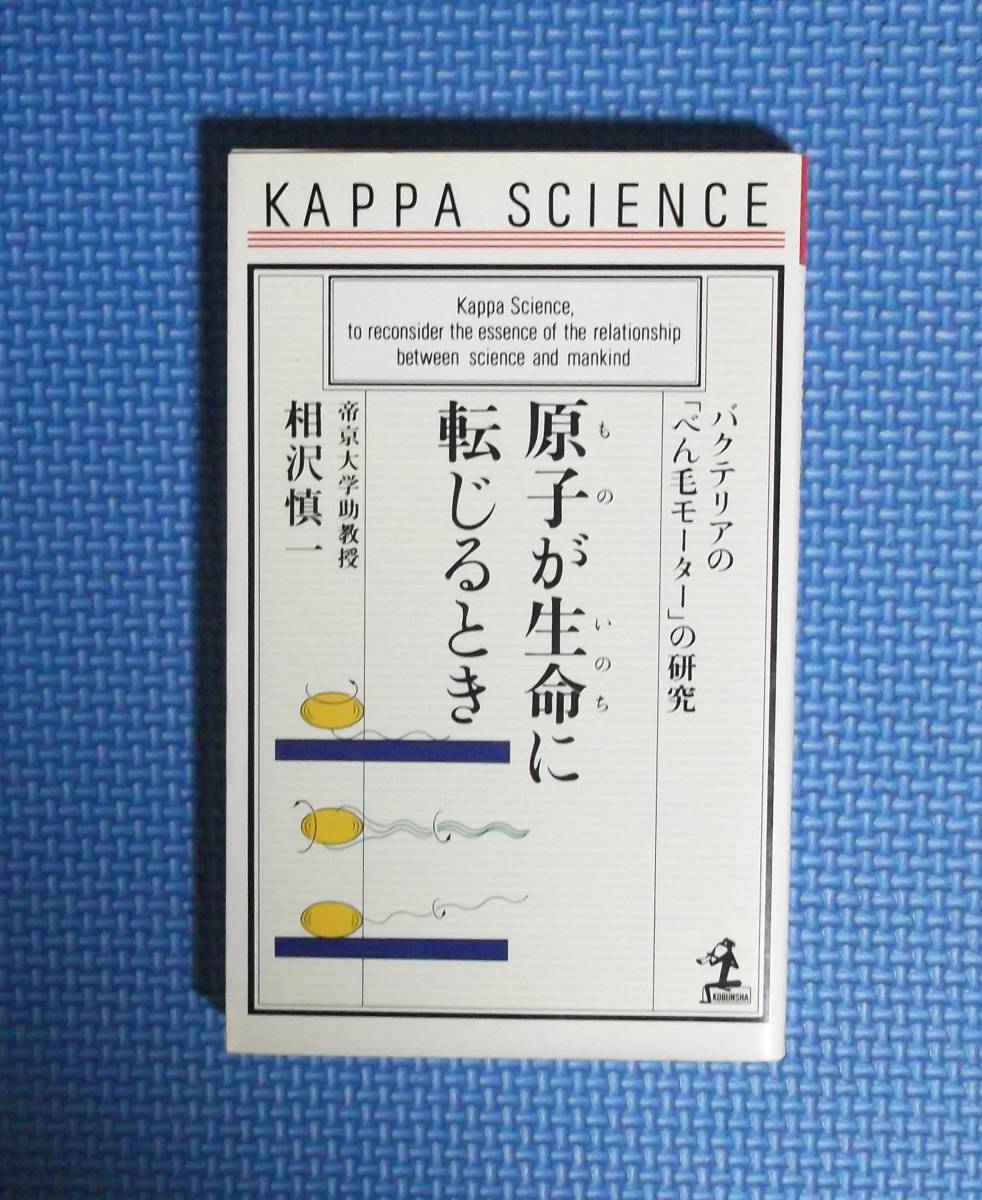 KAPPA SCIENCE
Kappa Science,
to reconsider the essence of the relationship
between science and mankind
バクテリアの
「べん毛モーター」の研究
原子が生命に
もの
いのち
転じるとき
帝京大学助教授
相沢慎一
KOBUNSHA